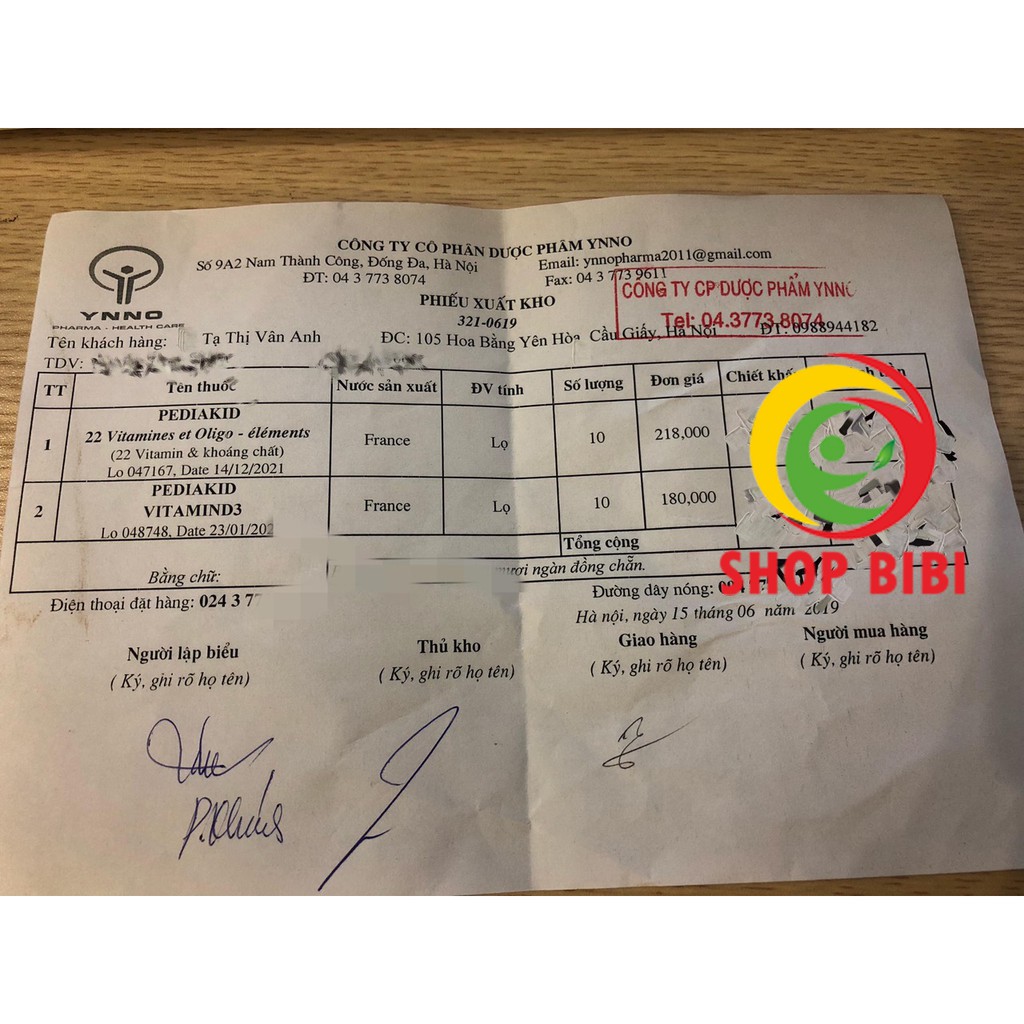 CÔNG TY CỔ PHẦN DƯỢC PHẨM YNNO
Số 9A2 Nam Thành Công, Đống Đa, Hà Nội Email: ynnopharma2011@gmail.com
ĐT: 04 3 773 8074 Fax: 04 3 773 9611
YNNO
PHARMA - HEALTH CARE
PHIẾU XUẤT KHO
321-0619
CÔNG TY CP DƯỢC PHẨM YNNO
Tel: 04.3773.8074
Tên khách hàng: Tạ Thị Vân Anh ĐC: 105 Hoa Bằng Yên Hòa Cầu Giấy, Hà Nội ĐT: 0988944182
TDV:
TT Tên thuốc Nước sản xuất ĐV tính Số lượng Đơn giá Chiết
1 PEDIAKID
22 Vitamines et Oligo - éléments France Lọ 10 218,000
(22 Vitamin & khoáng chất)
Lo 047167, Date 14/12/2021
2 PEDIAKID
VITAMIND3 France Lọ 10 180,000
Lo 048748, Date 23/01/202
Tổng cộng
Bằng chữ: ngàn đồng chẵn.
Điện thoại đặt hàng: 024 3 77 Đường dây nóng:
Hà nội, ngày 15 tháng 06 năm 2019
Người lập biểu Thủ kho Giao hàng Người mua hàng
( Ký, ghi rõ họ tên) ( Ký, ghi rõ họ tên) ( Ký, ghi rõ họ tên) ( Ký, ghi rõ họ tên)
SHOP BIBI